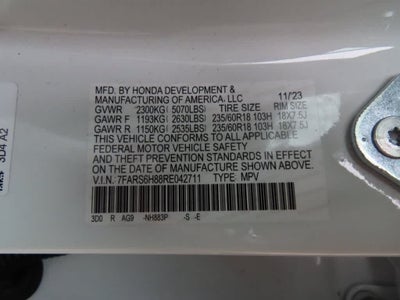 MFD. BY HONDA DEVELOPMENT &
MANUFACTURING OF AMERICA, LLC 11/'23
GVWR 2300KG( 5070LBS) TIRE SIZE RIM SIZE
GAWR F 1193KG( 2630LBS) 235/60R18 103H 18X7.5J
GAWR R 1150KG( 2535LBS) 235/60R18 103H 18X7.5J
THIS VEHICLE CONFORMS TO ALL APPLICABLE
FEDERAL MOTOR VEHICLE SAFETY
AND THEFT PREVENTION STANDARDS IN EFFECT
ON THE DATE OF MANUFACTURE SHOWN ABOVE.
V.I.N. 7FARS6H88RE042711 TYPE: MPV
3D0 R AG9 -NH883P -S -E
3D4 A2